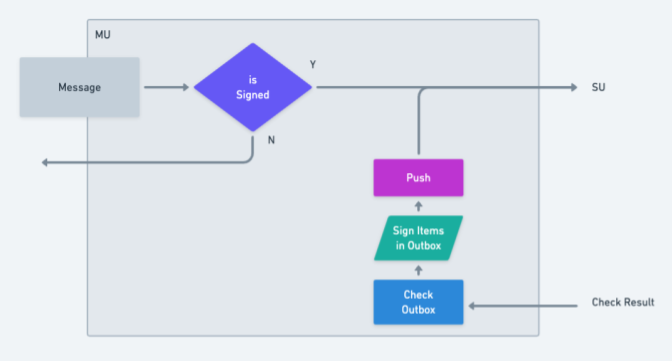 MU
Message
is
Signed
Y
SU
N
Push
Sign Items
in Outbox
Check
Outbox
Check Result